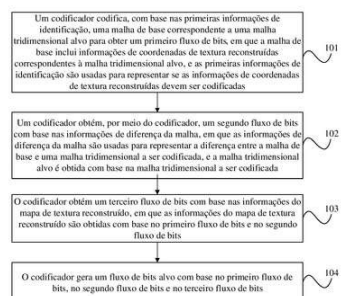 Um codificador codifica, com base nas primeiras informações de
identificação, uma malha de base correspondente a uma malha
tridimensional alvo para obter um primeiro fluxo de bits, em que a malha de
base inclui informações de coordenadas de textura reconstruídas
correspondentes à malha tridimensional alvo, e as primeiras informações de
identificação são usadas para representar se as informações de coordenadas
de textura reconstruídas devem ser codificadas
101
Um codificador obtém, por meio do codificador, um segundo fluxo de bits
com base nas informações de diferença da malha, em que as informações de
diferença da malha são usadas para representar a diferença entre a malha de
base e uma malha tridimensional a ser codificada, e a malha tridimensional
alvo é obtida com base na malha tridimensional a ser codificada
102
O codificador obtém um terceiro fluxo de bits com base nas informações do
mapa de textura reconstruído, em que as informações do mapa de textura
reconstruído são obtidas com base no primeiro fluxo de bits e no segundo
fluxo de bits
103
O codificador gera um fluxo de bits alvo com base no primeiro fluxo de
bits, no segundo fluxo de bits e no terceiro fluxo de bits
104